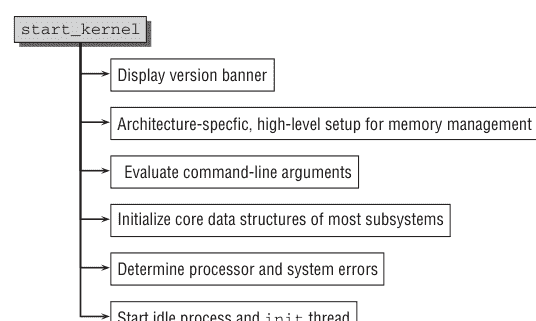 start_kernel
Display version banner
Architecture-specfic, high-level setup for memory management
Evaluate command-line arguments
Initialize core data structures of most subsystems
Determine processor and system errors
Start idle process and init thread